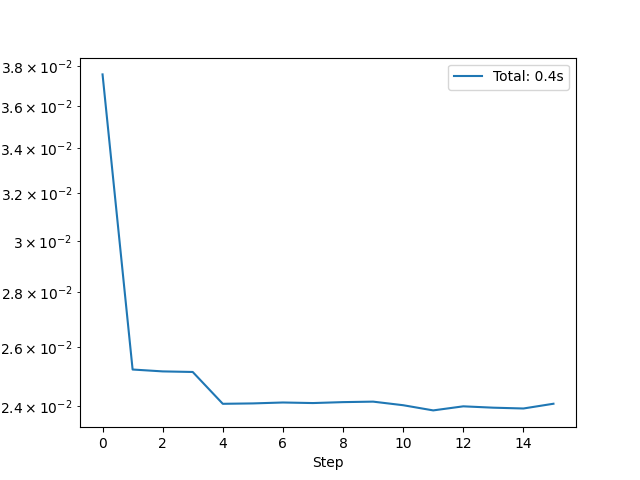 Total: 0.4s
3.8 × 10⁻²
3.6 × 10⁻²
3.4 × 10⁻²
3.2 × 10⁻²
3 × 10⁻²
2.8 × 10⁻²
2.6 × 10⁻²
2.4 × 10⁻²
0 2 4 6 8 10 12 14
Step